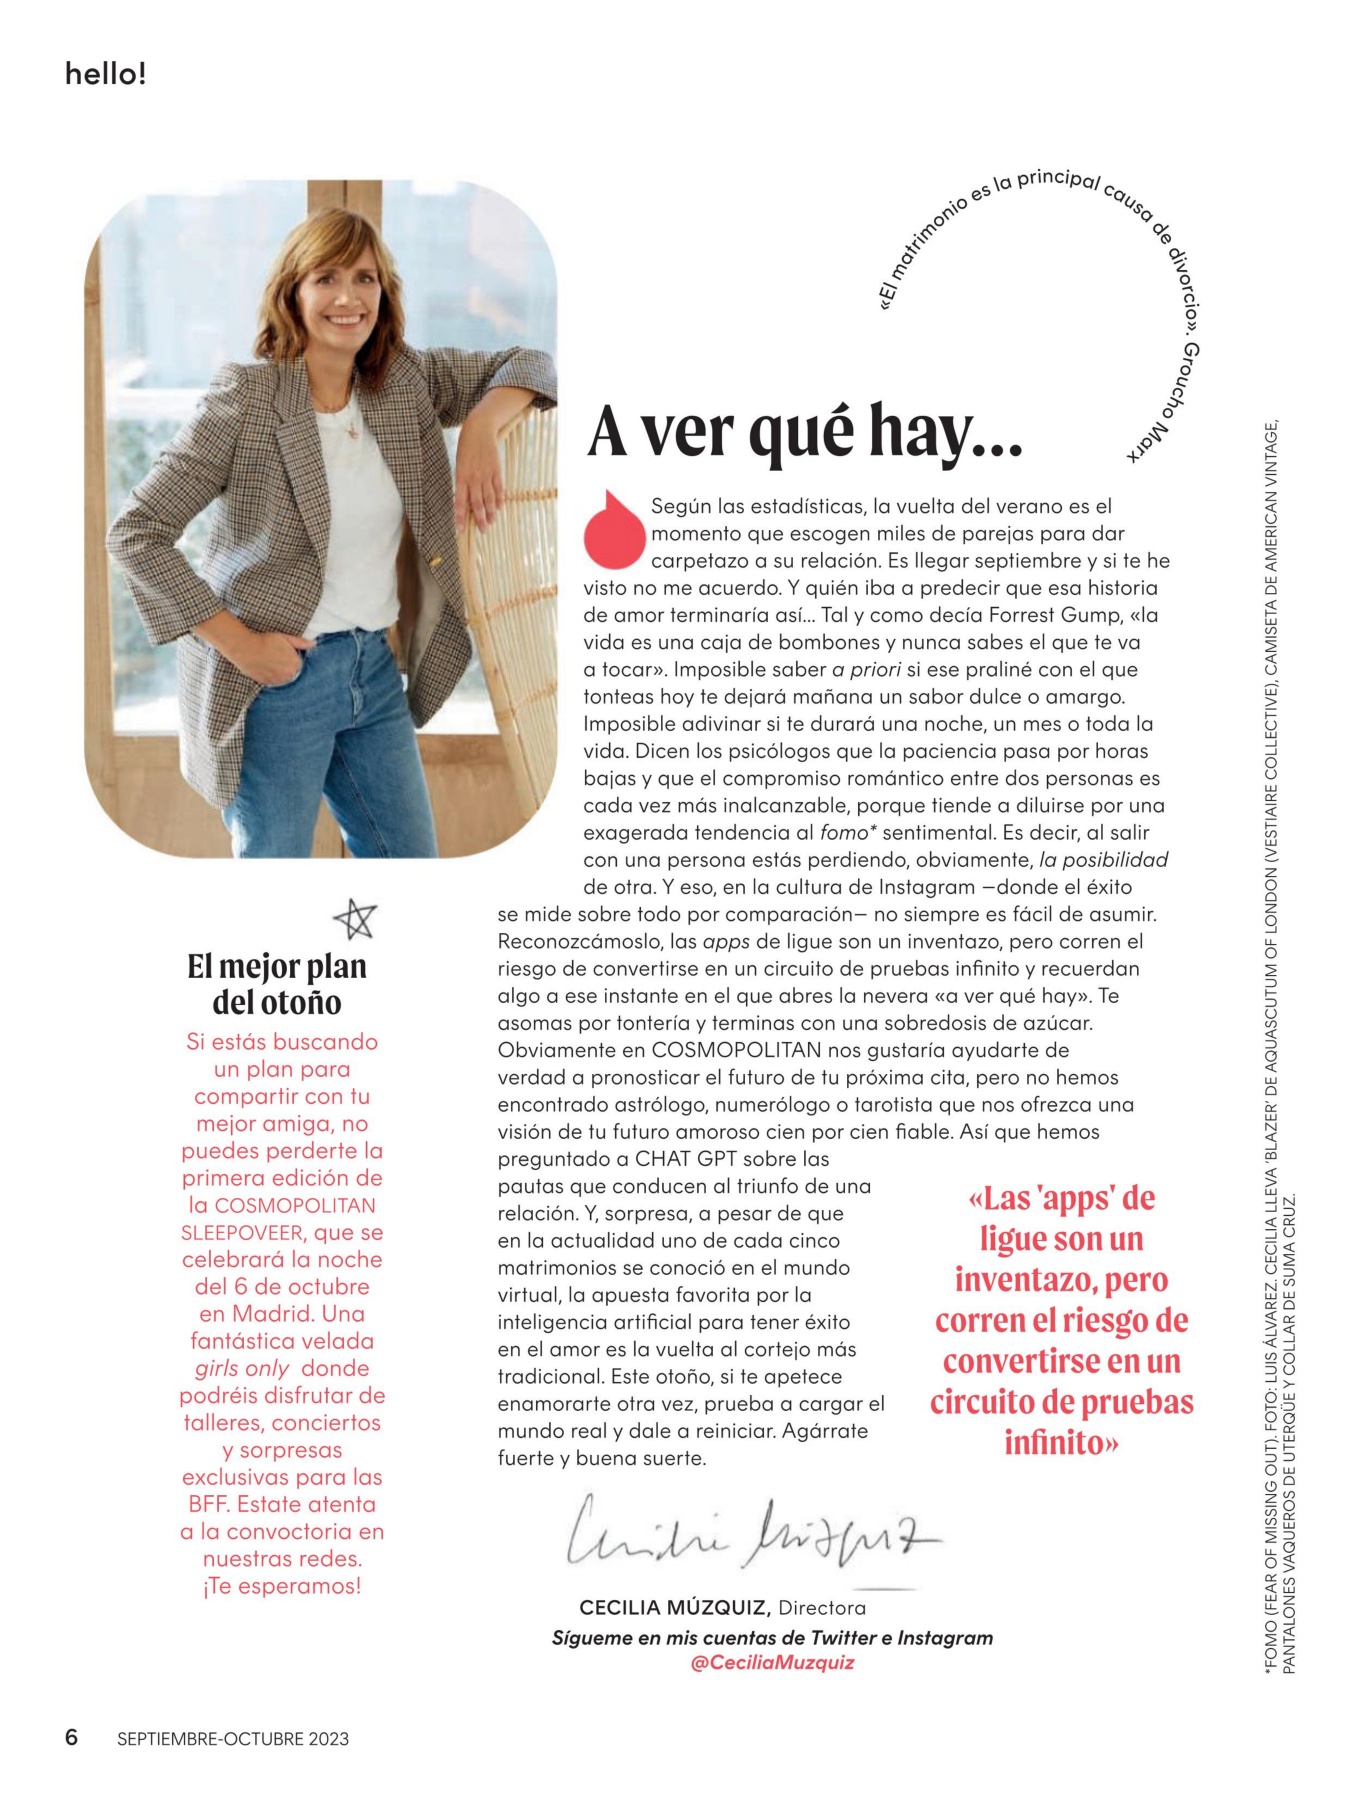 hello!
«El matrimonio es la principal causa de divorcio». Groucho Marx
A ver qué hay...
Según las estadísticas, la vuelta del verano es el
momento que escogen miles de parejas para dar
carpetazo a su relación. Es llegar septiembre y si te he
visto no me acuerdo. Y quién iba a predecir que esa historia
de amor terminaría así... Tal y como decía Forrest Gump, «la
vida es una caja de bombones y nunca sabes el que te va
a tocar». Imposible saber a priori si ese praliné con el que
tonteas hoy te dejará mañana un sabor dulce o amargo.
Imposible adivinar si te durará una noche, un mes o toda la
vida. Dicen los psicólogos que la paciencia pasa por horas
bajas y que el compromiso romántico entre dos personas es
cada vez más inalcanzable, porque tiende a diluirse por una
exagerada tendencia al fomo* sentimental. Es decir, al salir
con una persona estás perdiendo, obviamente, la posibilidad
de otra. Y eso, en la cultura de Instagram —donde el éxito
se mide sobre todo por comparación— no siempre es fácil de asumir.
Reconozcámoslo, las apps de ligue son un inventazo, pero corren el
riesgo de convertirse en un circuito de pruebas infinito y recuerdan
algo a ese instante en el que abres la nevera «a ver qué hay». Te
asomas por tontería y terminas con una sobredosis de azúcar.
Obviamente en COSMOPOLITAN nos gustaría ayudarte de
verdad a pronosticar el futuro de tu próxima cita, pero no hemos
encontrado astrólogo, numerólogo o tarotista que nos ofrezca una
visión de tu futuro amoroso cien por cien fiable. Así que hemos
preguntado a CHAT GPT sobre las
pautas que conducen al triunfo de una
relación. Y, sorpresa, a pesar de que
en la actualidad uno de cada cinco
matrimonios se conoció en el mundo
virtual, la apuesta favorita por la
inteligencia artificial para tener éxito
en el amor es la vuelta al cortejo más
tradicional. Este otoño, si te apetece
enamorarte otra vez, prueba a cargar el
mundo real y dale a reiniciar. Agárrate
fuerte y buena suerte.
«Las 'apps' de
ligue son un
inventazo, pero
corren el riesgo de
convertirse en un
circuito de pruebas
infinito»
Cecilia Múzquiz
CECILIA MÚZQUIZ, Directora
Sígueme en mis cuentas de Twitter e Instagram
@CeciliaMuzquiz
El mejor plan
del otoño
Si estás buscando
un plan para
compartir con tu
mejor amiga, no
puedes perderte la
primera edición de
la COSMOPOLITAN
SLEEPOVEER, que se
celebrará la noche
del 6 de octubre
en Madrid. Una
fantástica velada
girls only donde
podréis disfrutar de
talleres, conciertos
y sorpresas
exclusivas para las
BFF. Estate atenta
a la convoctoria en
nuestras redes.
¡Te esperamos!
*FOMO (FEAR OF MISSING OUT). FOTO: LUIS ÁLVAREZ. CECILIA LLEVA 'BLAZER' DE AQUASCUTUM OF LONDON (VESTIAIRE COLLECTIVE), CAMISETA DE AMERICAN VINTAGE,
PANTALONES VAQUEROS DE UTERQÜE Y COLLAR DE SUMA CRUZ.
6 SEPTIEMBRE-OCTUBRE 2023